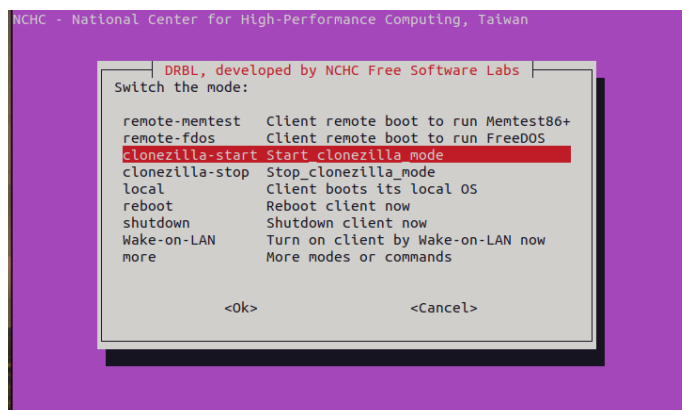 NCHC - National Center for High-Performance Computing, Taiwan
DRBL, developed by NCHC Free Software Labs
Switch the mode:
remote-memtest Client remote boot to run Memtest86+
remote-fdos Client remote boot to run FreeDOS
clonezilla-start Start_clonezilla_mode
clonezilla-stop Stop_clonezilla_mode
local Client boots its local OS
reboot Reboot client now
shutdown Shutdown client now
Wake-on-LAN Turn on client by Wake-on-LAN now
more More modes or commands
<Ok> <Cancel>